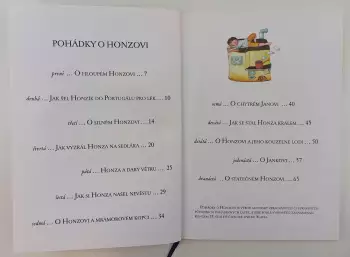 POHÁDKY O HONZOVI
první … O HLOUPÉM HONZOVI … 7
druhá … JAK ŠEL HONZÍK DO PORTUGALU PRO LÉK … 10
třetí … O SILNÉM HONZOVI … 14
čtvrtá … JAK VYZRÁL HONZA NA SEDLÁKA … 20
pátá … HONZA A DARY VĚTRŮ … 25
šestá … JAK SI HONZA NAŠEL NEVĚSTU … 29
sedmá … O HONZOVI A MRAMOROVÉM KOPCI … 34
osmá … O CHYTRÉM JANOVI … 40
devátá … JAK SE STAL HONZA KRÁLEM … 45
desátá … O HONZOVI A JEHO KOUZELNÉ LODI … 50
jedenáctá … O JANKOVI … 57
dvanáctá … O STATEČNÉM HONZOVI … 65